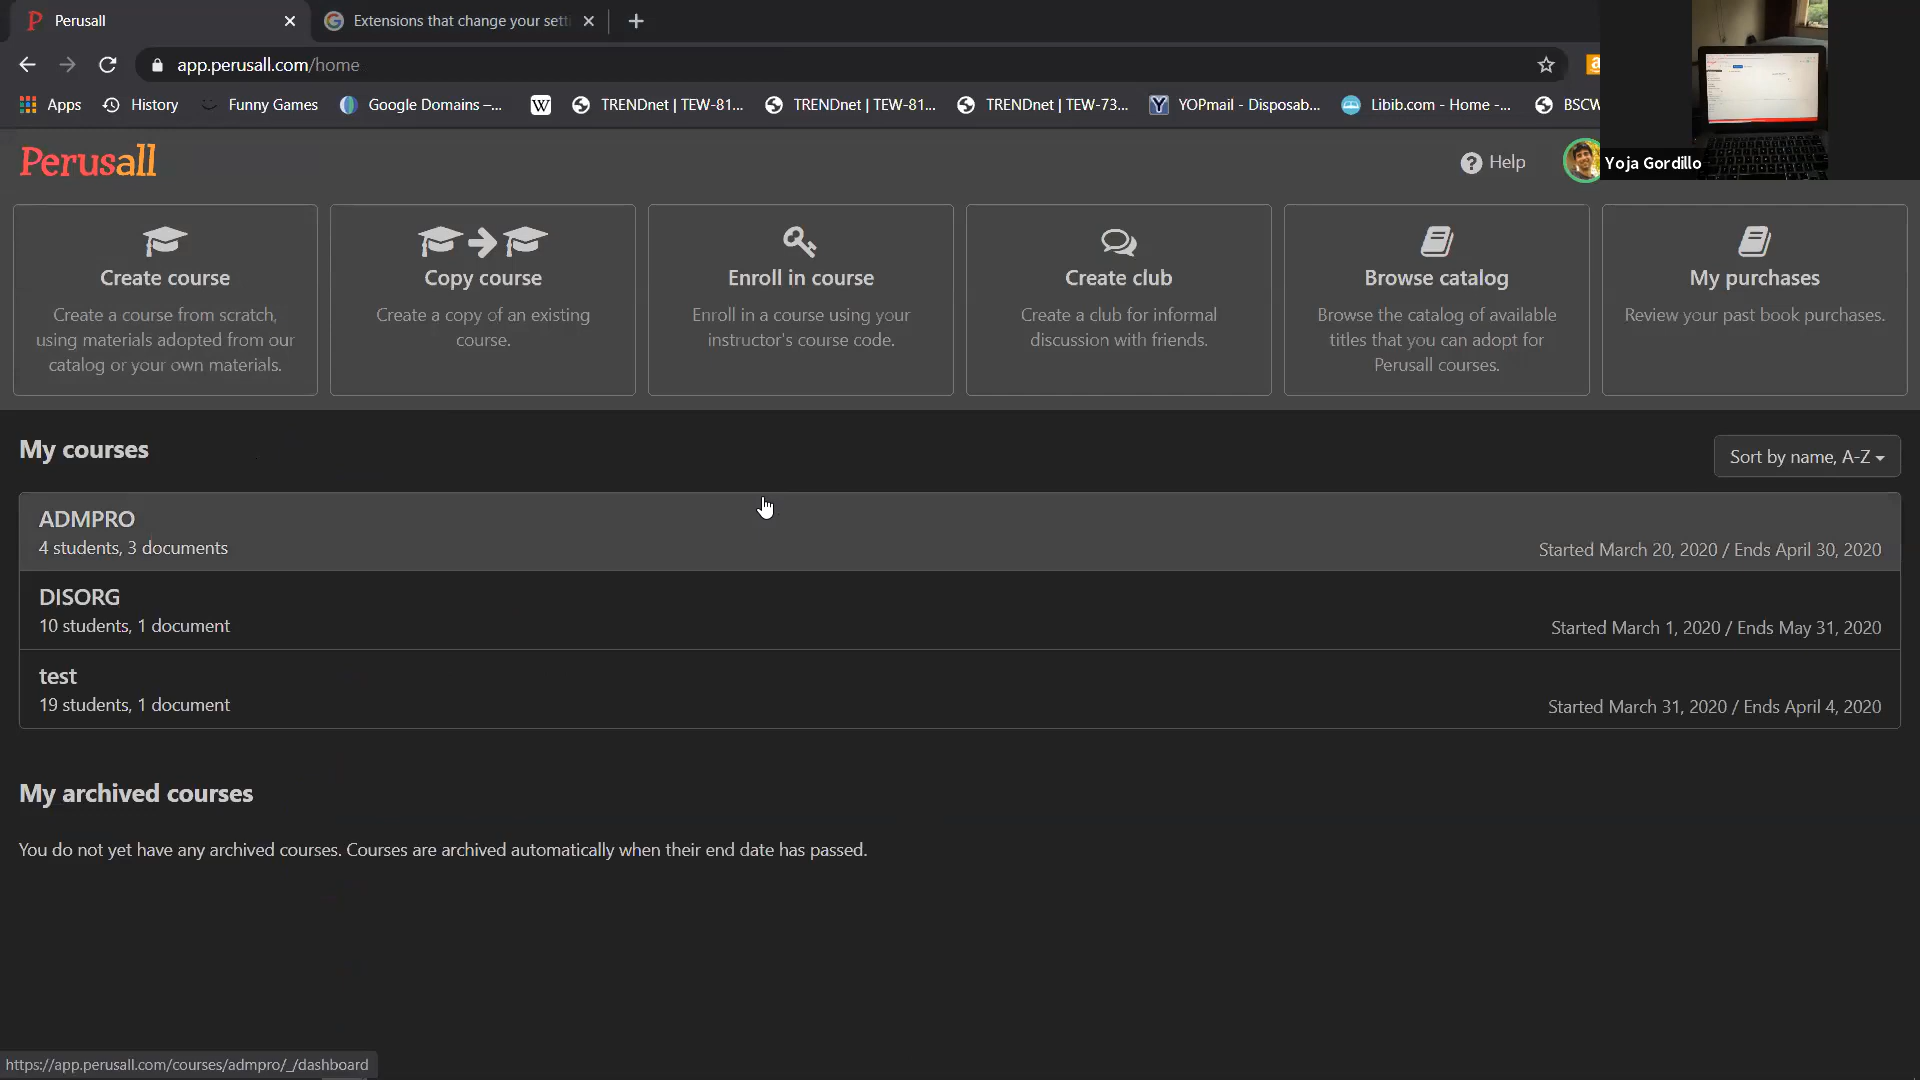 Perusall
Extensions that change your sett
app.perusall.com/home
Apps
History
Funny Games
Google Domains –...
W
TRENDnet | TEW-81...
TRENDnet | TEW-81...
TRENDnet | TEW-73...
YOPmail - Disposab...
Libib.com - Home -...
BSCW
Perusall
Help
Yoja Gordillo
Create course
Create a course from scratch,
using materials adopted from our
catalog or your own materials.
Copy course
Create a copy of an existing
course.
Enroll in course
Enroll in a course using your
instructor's course code.
Create club
Create a club for informal
discussion with friends.
Browse catalog
Browse the catalog of available
titles that you can adopt for
Perusall courses.
My purchases
Review your past book purchases.
My courses
Sort by name, A-Z
ADMPRO
4 students, 3 documents
Started March 20, 2020 / Ends April 30, 2020
DISORG
10 students, 1 document
Started March 1, 2020 / Ends May 31, 2020
test
19 students, 1 document
Started March 31, 2020 / Ends April 4, 2020
My archived courses
You do not yet have any archived courses. Courses are archived automatically when their end date has passed.
https://app.perusall.com/courses/admpro/_/dashboard